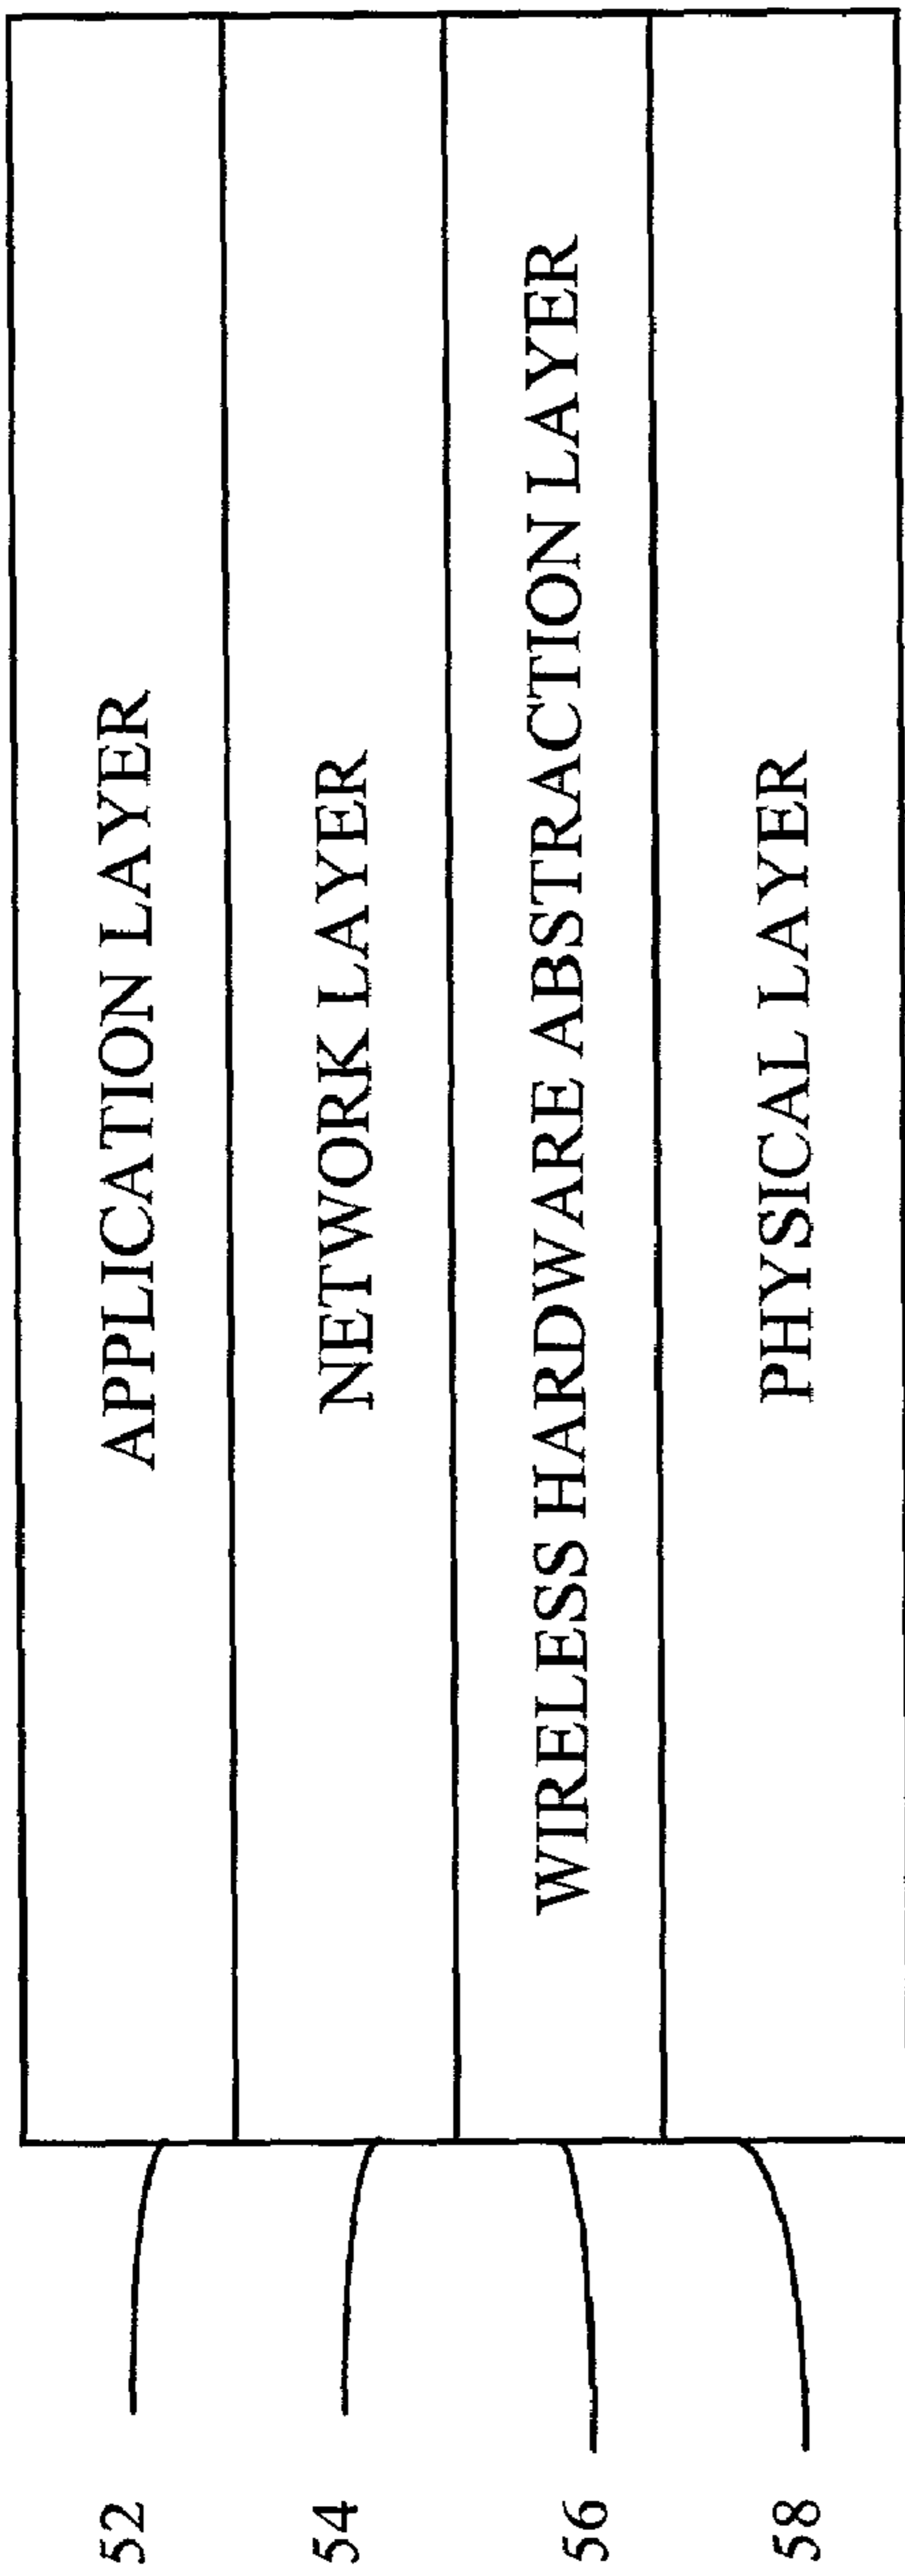 52 APPLICATION LAYER
54 NETWORK LAYER
56 WIRELESS HARDWARE ABSTRACTION LAYER
58 PHYSICAL LAYER